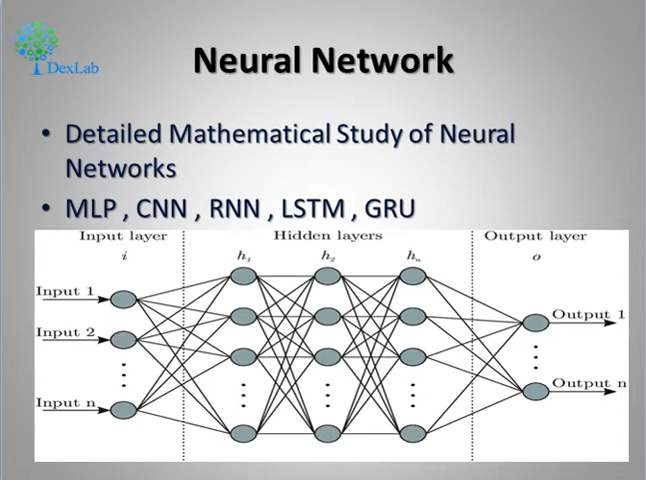 DexLab
Neural Network
• Detailed Mathematical Study of Neural
Networks
• MLP , CNN , RNN , LSTM , GRU
Input layer Hidden layers Output layer
i h₁ h₂ hₙ o
Input 1
Input 2
Input n
Output 1
Output n